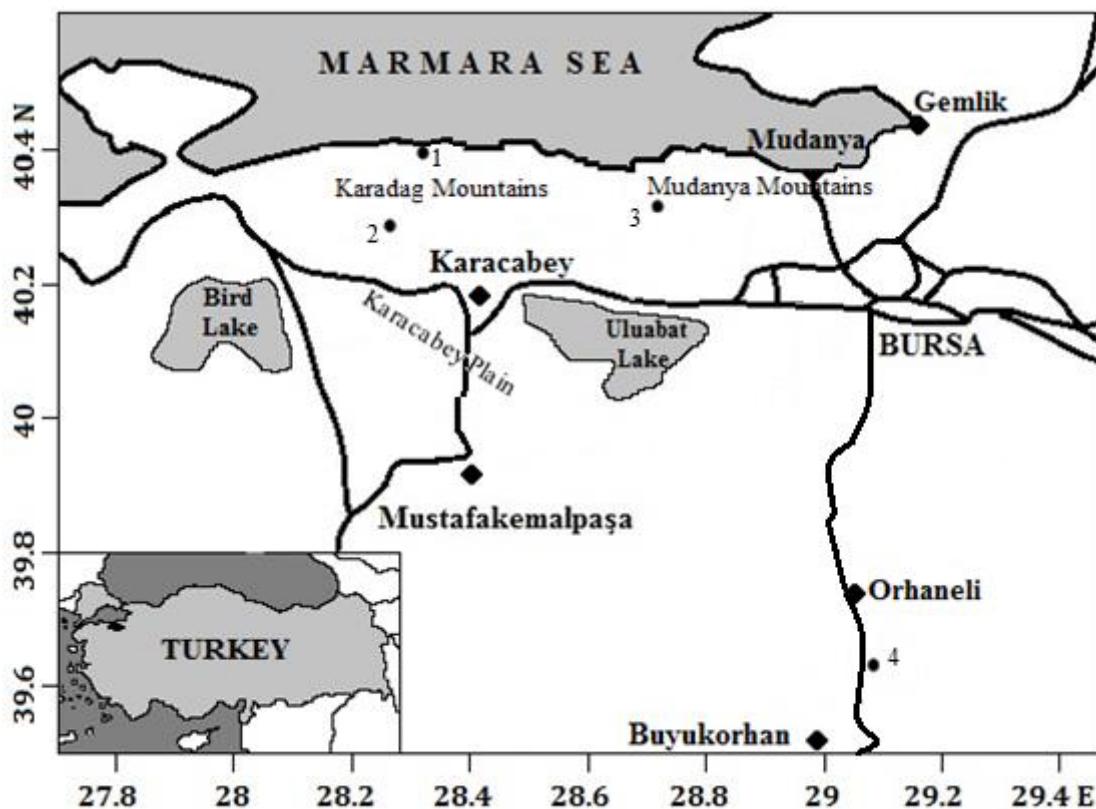 MARMARA SEA
Gemlik
40.4 N
Mudanya
1
Karadag Mountains
Mudanya Mountains
2
3
Karacabey
40.2
Bird
Lake
Karacabey Plain
Uluabat
Lake
BURSA
40
Mustafakemalpaşa
39.8
Orhaneli
TURKEY
4
39.6
Buyukorhan
27.8 28 28.2 28.4 28.6 28.8 29 29.2 29.4 E